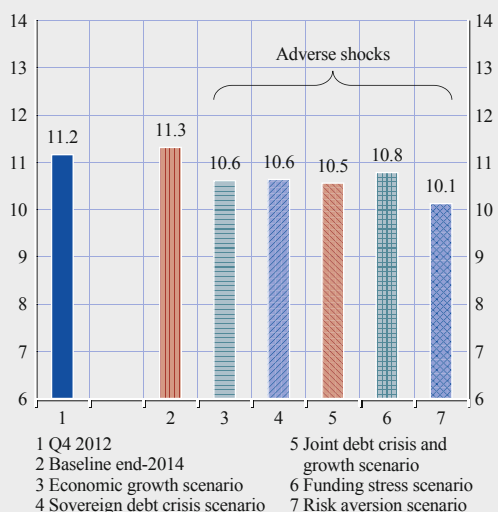 14 14
13 13
Adverse shocks
12 12
11.2 11.3
10.6 10.6 10.5 10.8
11 11
10.1
10 10
9 9
8 8
7 7
6 6
1 2 3 4 5 6 7
1 Q4 2012
2 Baseline end-2014
3 Economic growth scenario
4 Sovereign debt crisis scenario
5 Joint debt crisis and
growth scenario
6 Funding stress scenario
7 Risk aversion scenario